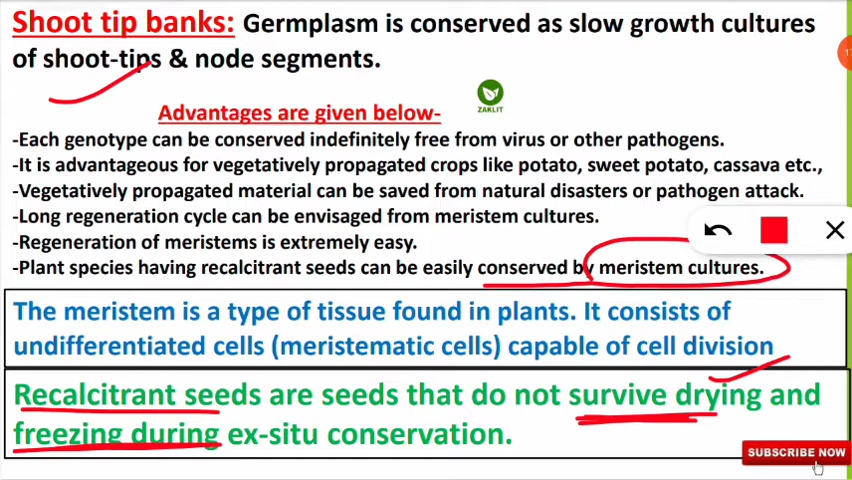 Shoot tip banks: Germplasm is conserved as slow growth cultures
of shoot-tips & node segments.
ZAKLIT
Advantages are given below-
-Each genotype can be conserved indefinitely free from virus or other pathogens.
-It is advantageous for vegetatively propagated crops like potato, sweet potato, cassava etc.,
-Vegetatively propagated material can be saved from natural disasters or pathogen attack.
-Long regeneration cycle can be envisaged from meristem cultures.
-Regeneration of meristems is extremely easy.
-Plant species having recalcitrant seeds can be easily conserved by meristem cultures.
The meristem is a type of tissue found in plants. It consists of
undifferentiated cells (meristematic cells) capable of cell division
Recalcitrant seeds are seeds that do not survive drying and
freezing during ex-situ conservation.
SUBSCRIBE NOW